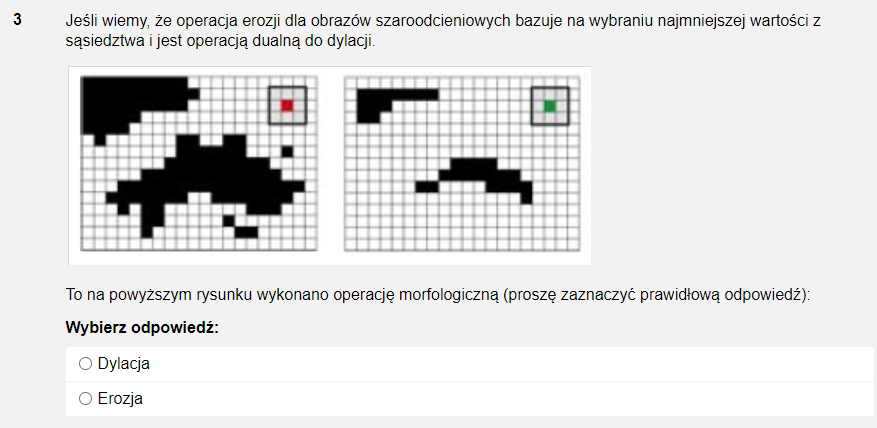 3
Jeśli wiemy, że operacja erozji dla obrazów szaroodcieniowych bazuje na wybraniu najmniejszej wartości z
sąsiedztwa i jest operacją dualną do dylacji.
To na powyższym rysunku wykonano operację morfologiczną (proszę zaznaczyć prawidłową odpowiedź):
Wybierz odpowiedź:
Dylacja
Erozja